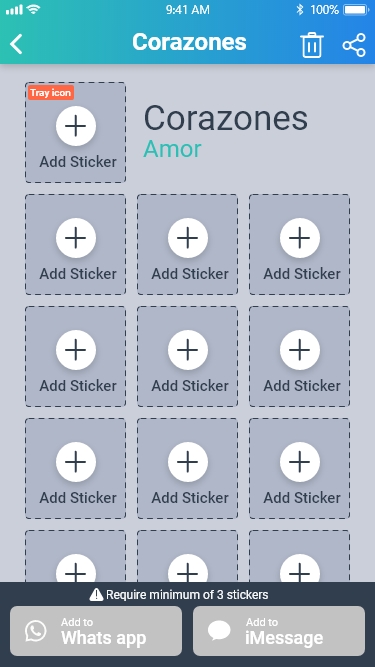 9:41 AM
100%
Corazones
Tray icon
Add Sticker
Corazones
Amor
Add Sticker
Add Sticker
Add Sticker
Add Sticker
Add Sticker
Add Sticker
Add Sticker
Add Sticker
Add Sticker
Require minimum of 3 stickers
Add to
Whats app
Add to
iMessage